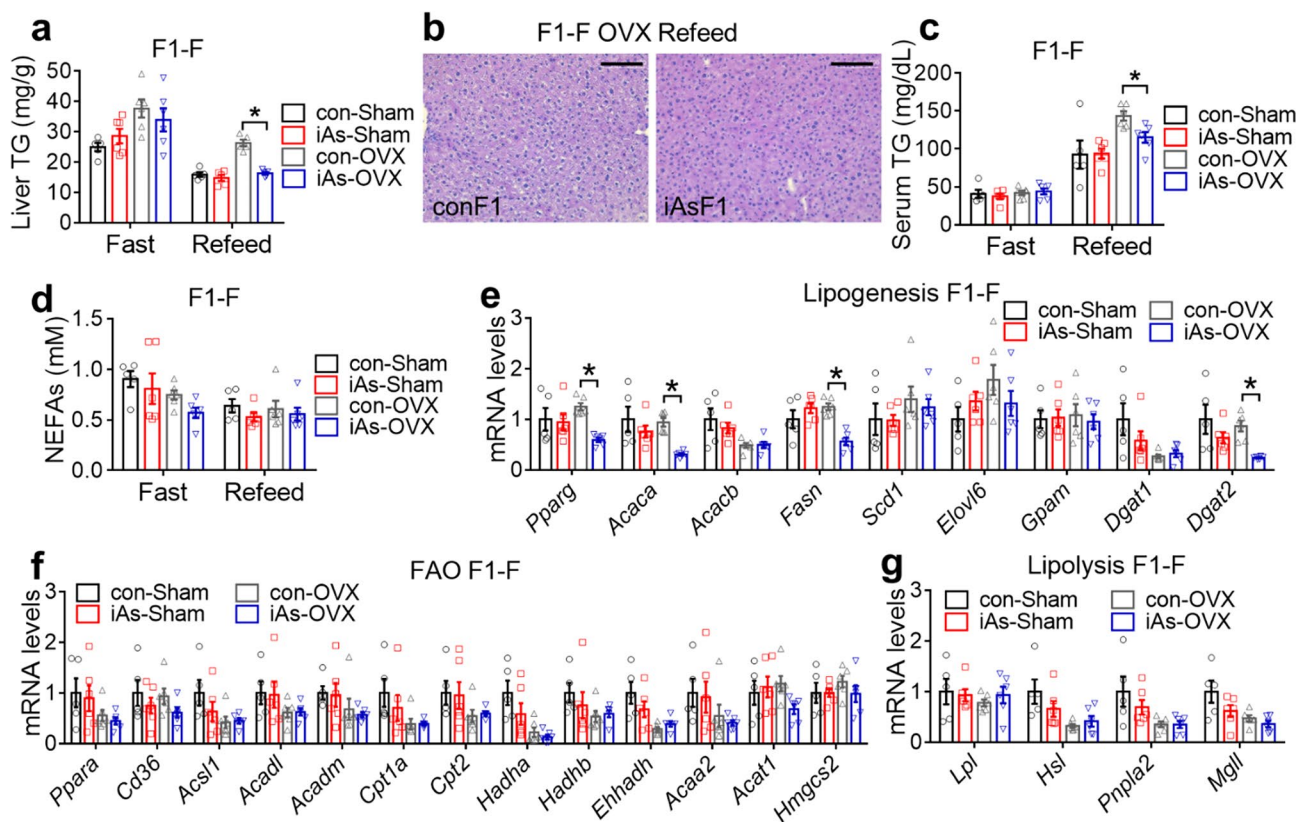 a
F1-F
Liver TG (mg/g)
50
40
30
20
10
0
Fast Refeed
*
con-Sham
iAs-Sham
con-OVX
iAs-OVX
b
F1-F OVX Refeed
conF1
iAsF1
c
F1-F
Serum TG (mg/dL)
200
150
100
50
0
Fast Refeed
*
con-Sham
iAs-Sham
con-OVX
iAs-OVX
d
F1-F
NEFAs (mM)
1.5
1.0
0.5
0.0
Fast Refeed
con-Sham
iAs-Sham
con-OVX
iAs-OVX
e
Lipogenesis F1-F
con-Sham con-OVX
iAs-Sham iAs-OVX
mRNA levels
3
2
1
0
* * * *
Pparg Acaca Acacb Fasn Scd1 Elovl6 Gpam Dgat1 Dgat2
f
FAO F1-F
con-Sham con-OVX
iAs-Sham iAs-OVX
mRNA levels
3
2
1
0
Ppara Cd36 Acsl1 Acadl Acadm Cpt1a Cpt2 Hadha Hadhb Ehhadh Acaa2 Acat1 Hmgcs2
g
Lipolysis F1-F
con-Sham con-OVX
iAs-Sham iAs-OVX
mRNA levels
3
2
1
0
Lpl Hsl Pnpla2 Mgll